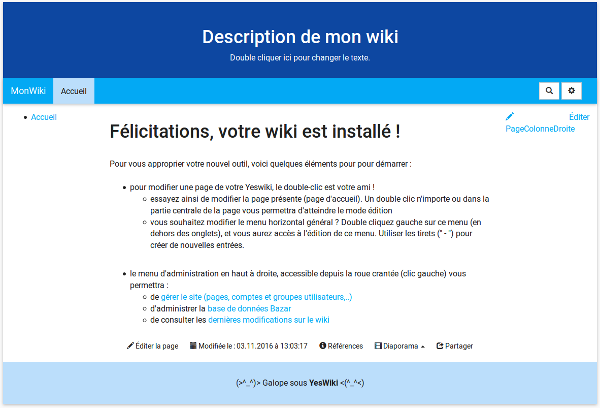 Description de mon wiki
Double cliquer ici pour changer le texte.
MonWiki Accueil
Accueil
Éditer
PageColonneDroite
Félicitations, votre wiki est installé !
Pour vous approprier votre nouvel outil, voici quelques éléments pour pour démarrer :
pour modifier une page de votre Yeswiki, le double-clic est votre ami !
essayez ainsi de modifier la page présente (page d'accueil). Un double clic n'importe ou dans la
partie centrale de la page vous permettra d'atteindre le mode édition
vous souhaitez modifier le menu horizontal général ? Double cliquez gauche sur ce menu (en
dehors des onglets), et vous aurez accès à l'édition de ce menu. Utiliser les tirets (" - ") pour
créer de nouvelles entrées.
le menu d'administration en haut à droite, accessible depuis la roue crantée (clic gauche) vous
permettra :
de gérer le site (pages, comptes et groupes utilisateurs,..)
d'administrer la base de données Bazar
de consulter les dernières modifications sur le wiki
Éditer la page Modifiée le : 03.11.2016 à 13:03:17 Références Diaporama Partager
(>^_^)> Galope sous YesWiki <(^_^<)